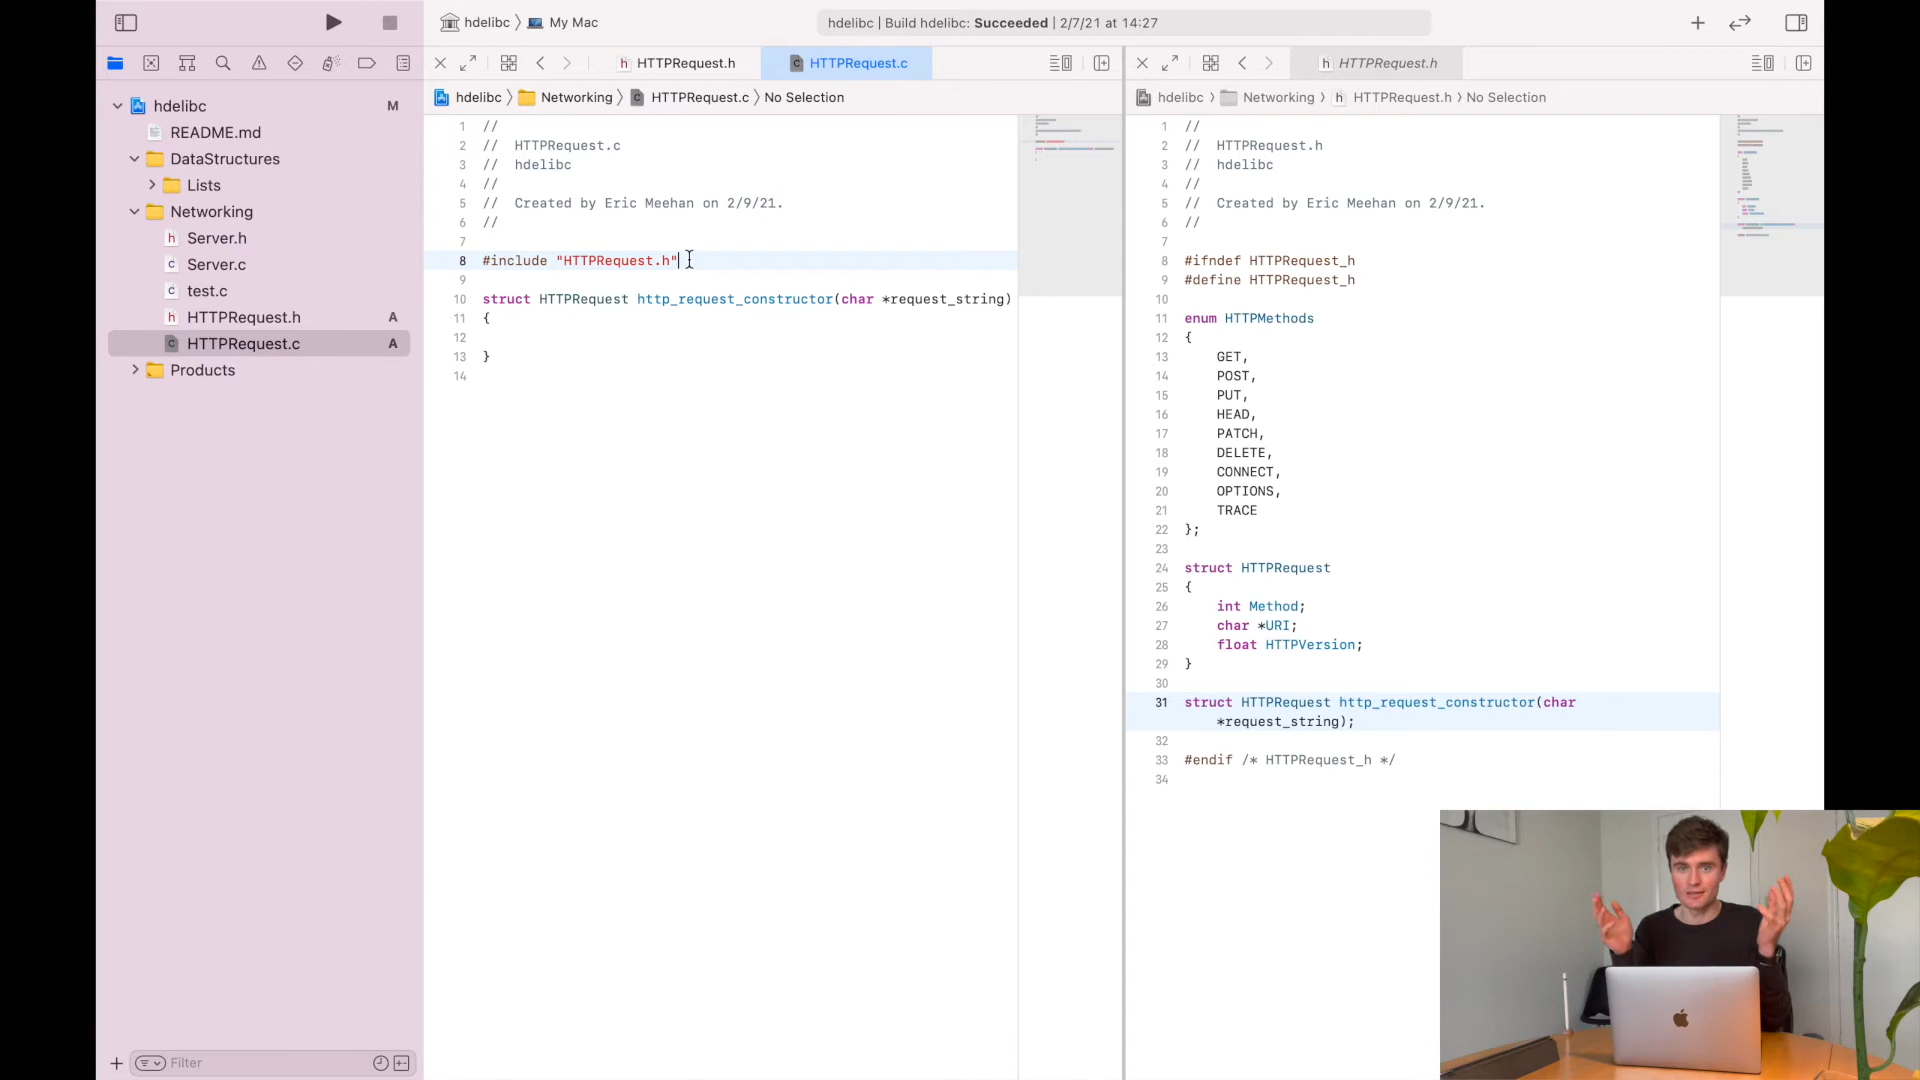 hdelibc
My Mac
hdelibc | Build hdelibc: Succeeded | 2/7/21 at 14:27
hdelibc M
README.md
DataStructures
Lists
Networking
h Server.h
c Server.c
c test.c
h HTTPRequest.h A
c HTTPRequest.c A
Products
Filter
h HTTPRequest.h
c HTTPRequest.c
hdelibc
Networking
c HTTPRequest.c
No Selection
1 //
2 // HTTPRequest.c
3 // hdelibc
4 //
5 // Created by Eric Meehan on 2/9/21.
6 //
7
8 #include "HTTPRequest.h"
9
10 struct HTTPRequest http_request_constructor(char *request_string)
11 {
12
13 }
14
h HTTPRequest.h
hdelibc
Networking
h HTTPRequest.h
No Selection
1 //
2 // HTTPRequest.h
3 // hdelibc
4 //
5 // Created by Eric Meehan on 2/9/21.
6 //
7
8 #ifndef HTTPRequest_h
9 #define HTTPRequest_h
10
11 enum HTTPMethods
12 {
13 GET,
14 POST,
15 PUT,
16 HEAD,
17 PATCH,
18 DELETE,
19 CONNECT,
20 OPTIONS,
21 TRACE
22 };
23
24 struct HTTPRequest
25 {
26 int Method;
27 char *URI;
28 float HTTPVersion;
29 }
30
31 struct HTTPRequest http_request_constructor(char
*request_string);
32
33 #endif /* HTTPRequest_h */
34